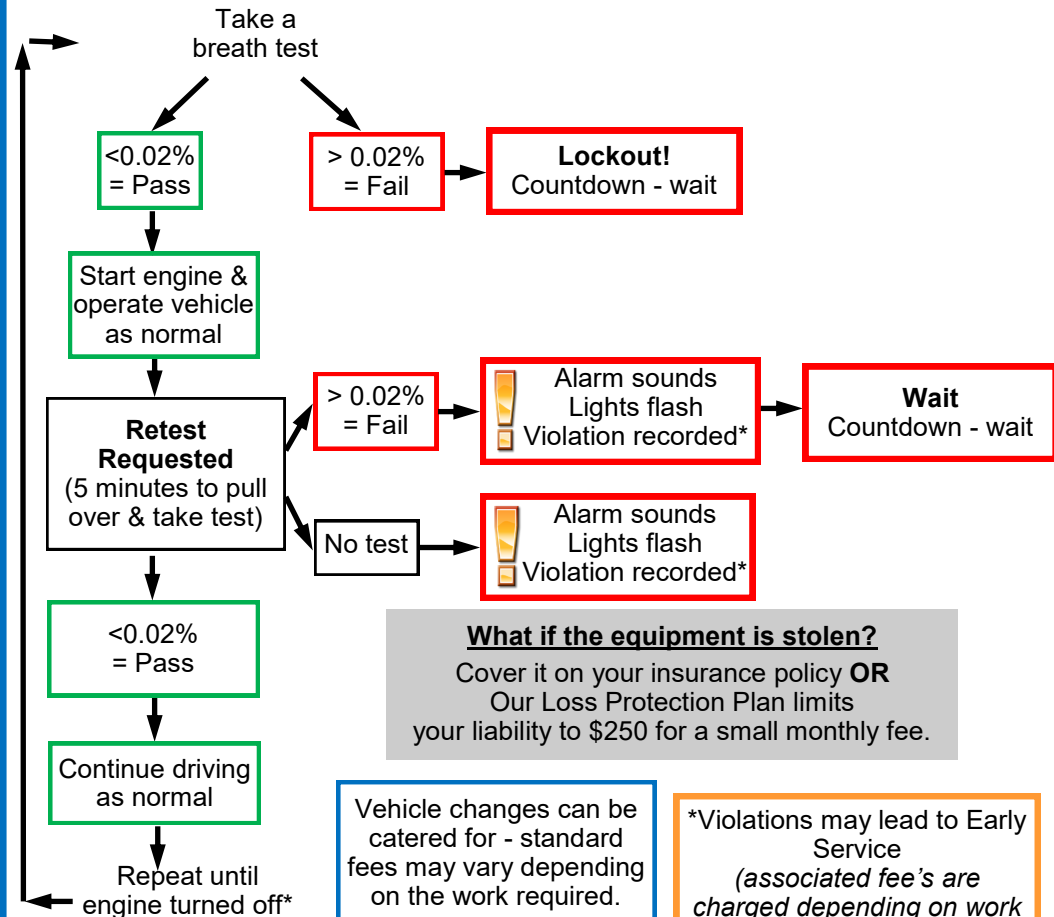 Take a
breath test
<0.02%
= Pass
> 0.02%
= Fail
Lockout!
Countdown - wait
Start engine &
operate vehicle
as normal
Retest
Requested
(5 minutes to pull
over & take test)
> 0.02%
= Fail
Alarm sounds
Lights flash
Violation recorded*
Wait
Countdown - wait
No test
Alarm sounds
Lights flash
Violation recorded*
<0.02%
= Pass
What if the equipment is stolen?
Cover it on your insurance policy OR
Our Loss Protection Plan limits
your liability to $250 for a small monthly fee.
Continue driving
as normal
Repeat until
engine turned off*
Vehicle changes can be
catered for - standard
fees may vary depending
on the work required.
*Violations may lead to Early
Service
(associated fee's are
charged depending on work